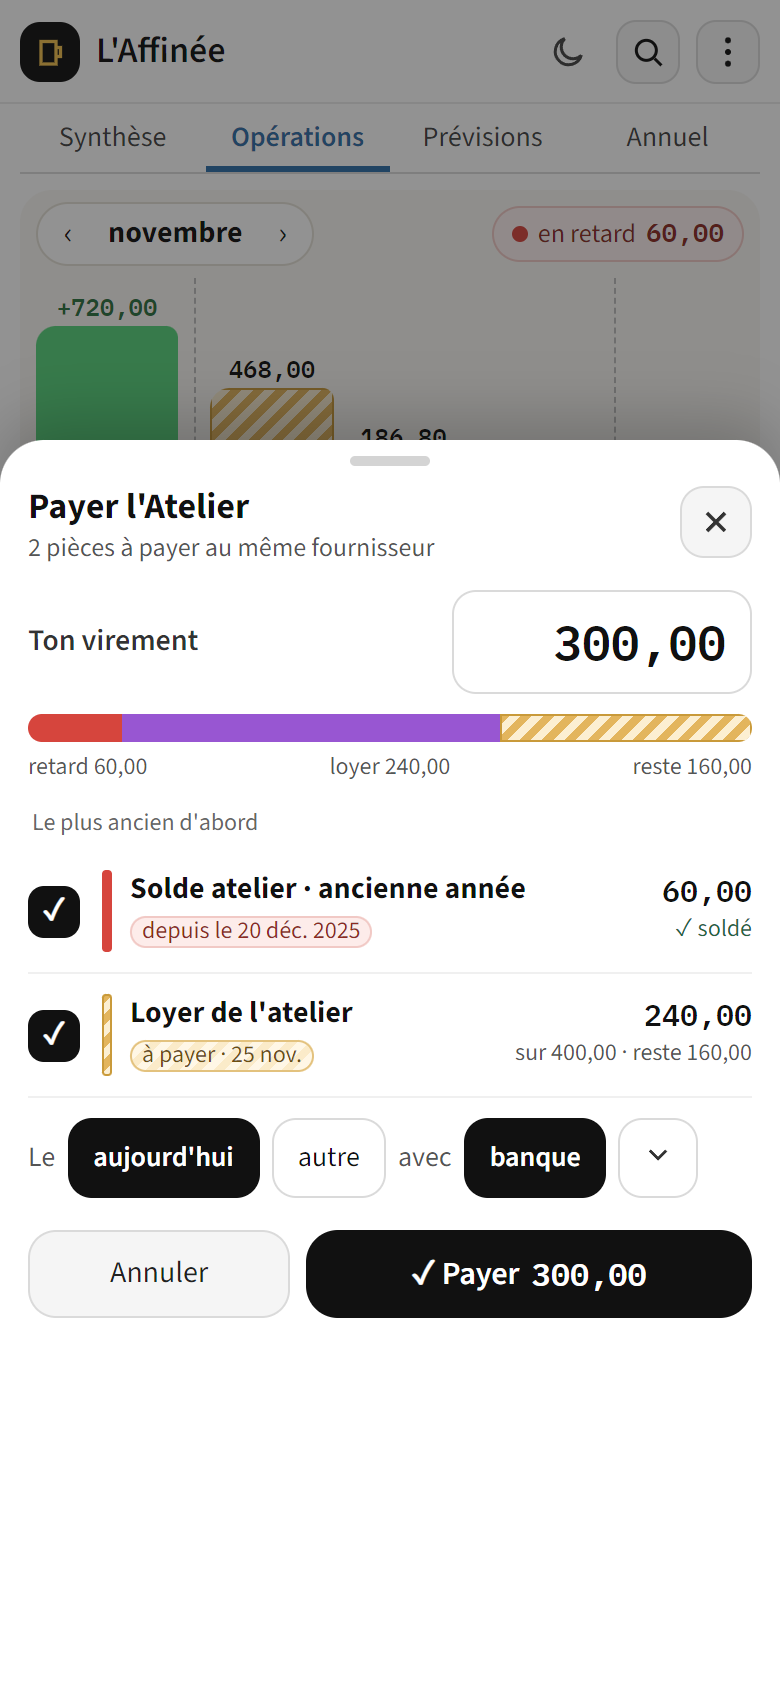 L'Affinée
Synthèse Opérations Prévisions Annuel
‹ novembre ›
en retard 60,00
+720,00
468,00
186,80
Payer l'Atelier
2 pièces à payer au même fournisseur
Ton virement 300,00
retard 60,00 loyer 240,00 reste 160,00
Le plus ancien d'abord
✓ Solde atelier · ancienne année 60,00
depuis le 20 déc. 2025 ✓ soldé
✓ Loyer de l'atelier 240,00
à payer · 25 nov. sur 400,00 · reste 160,00
Le aujourd'hui autre avec banque
Annuler ✓ Payer 300,00